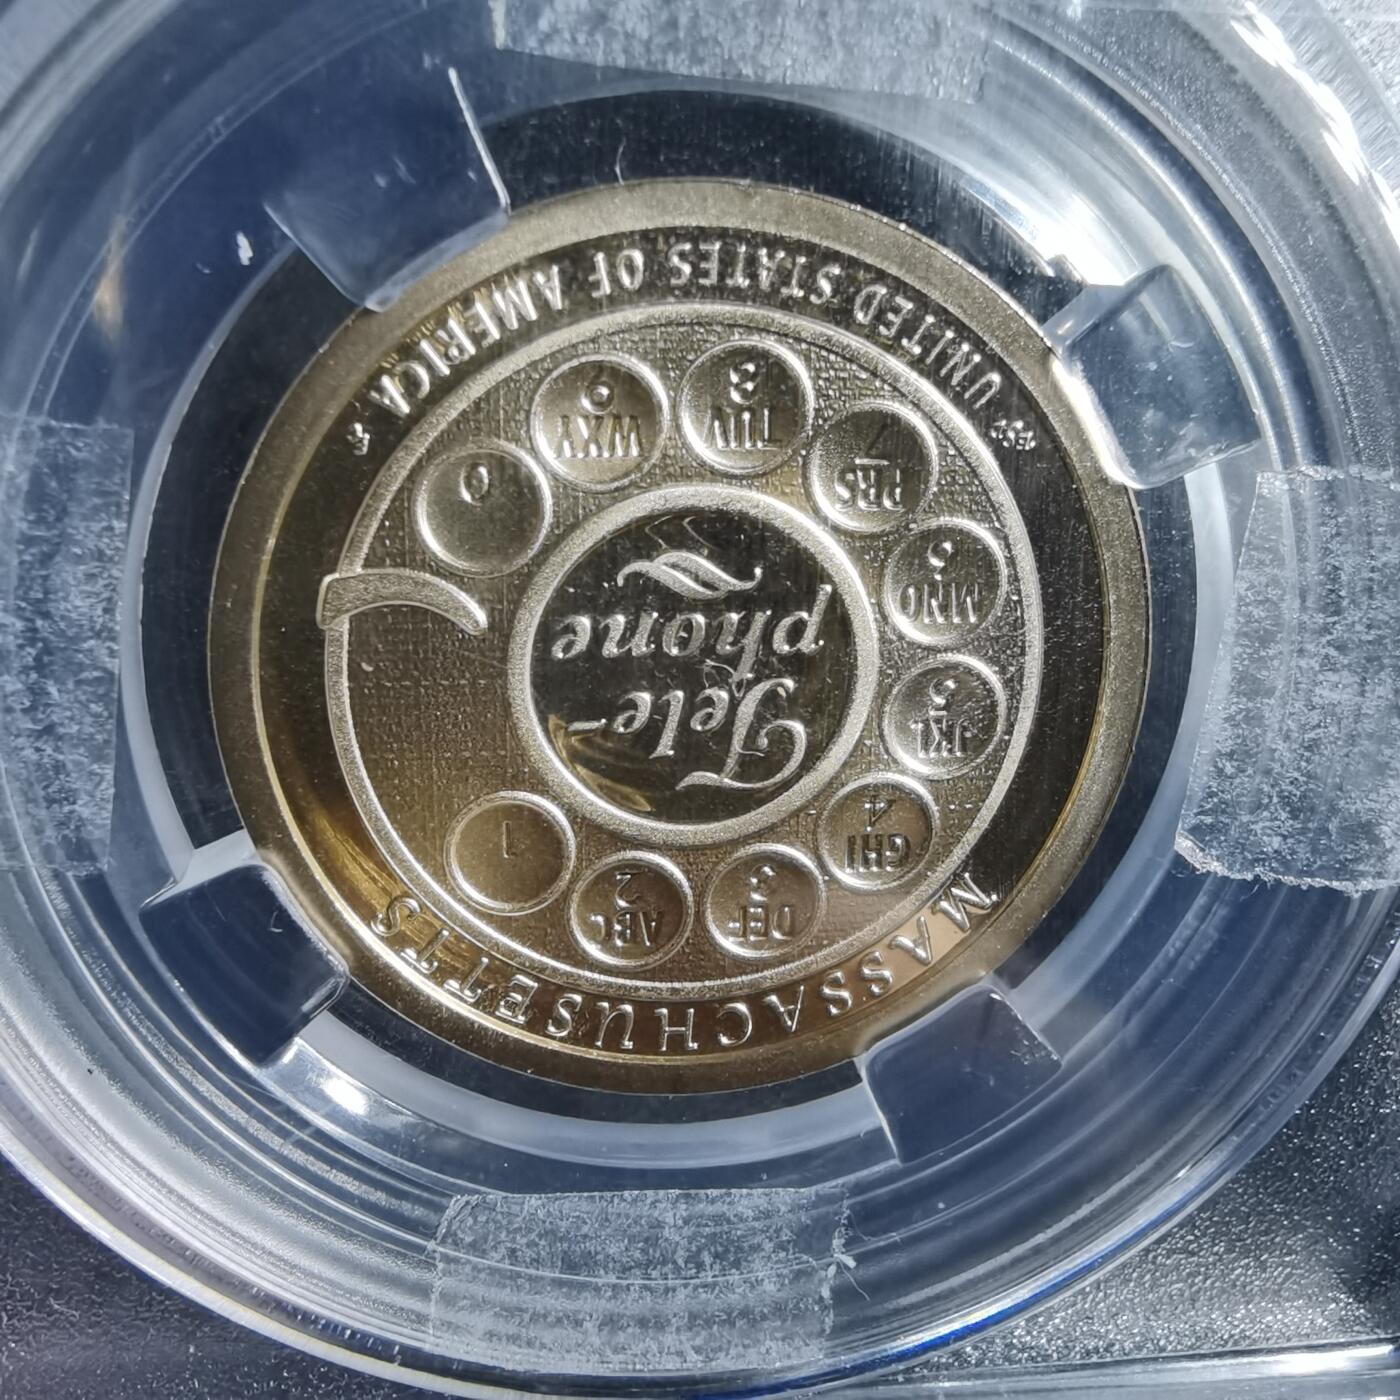 MASSACHUSETTS
1
ABC
2
DEF
3
GHI
4
JKL
5
MNO
6
PRS
7
TUV
8
WXY
9
0
Tele-
phone
UNITED STATES OF AMERICA